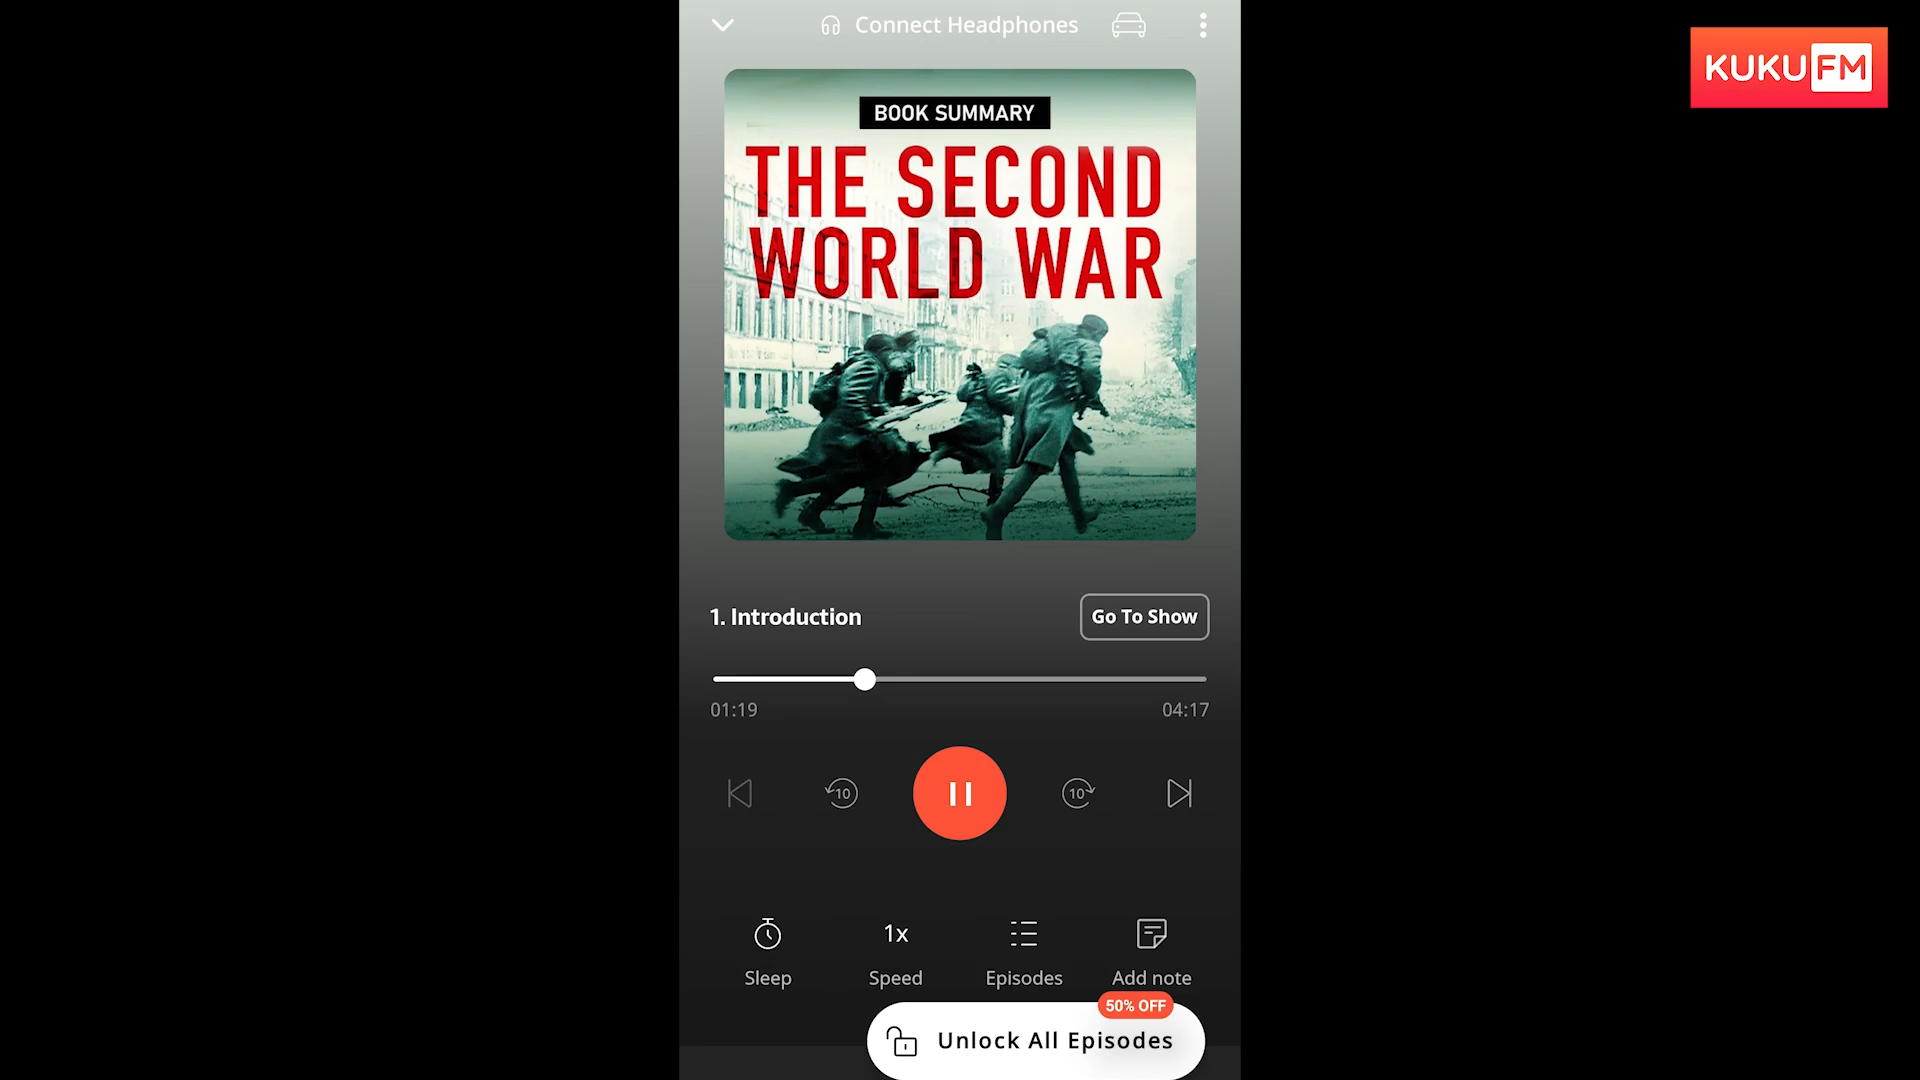 Connect Headphones
KUKU FM
BOOK SUMMARY
THE SECOND
WORLD WAR
1. Introduction
Go To Show
01:19
04:17
10
10
1x
Sleep
Speed
Episodes
Add note
50% OFF
Unlock All Episodes